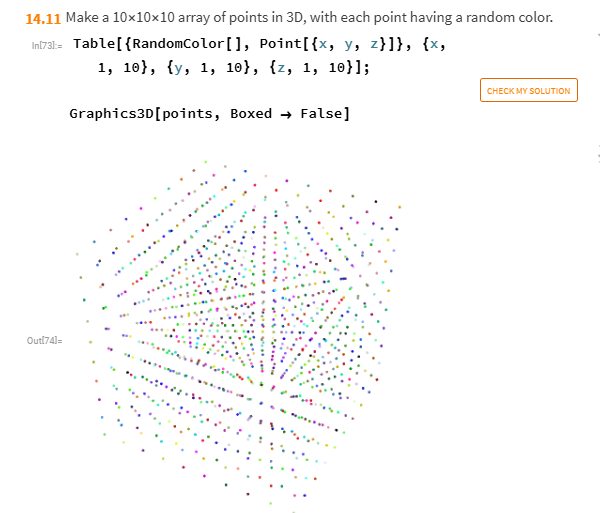 14.11 Make a 10×10×10 array of points in 3D, with each point having a random color.
In[73]:= Table[{RandomColor[], Point[{x, y, z}]}, {x,
1, 10}, {y, 1, 10}, {z, 1, 10}];
CHECK MY SOLUTION
Graphics3D[points, Boxed → False]
Out[74]=